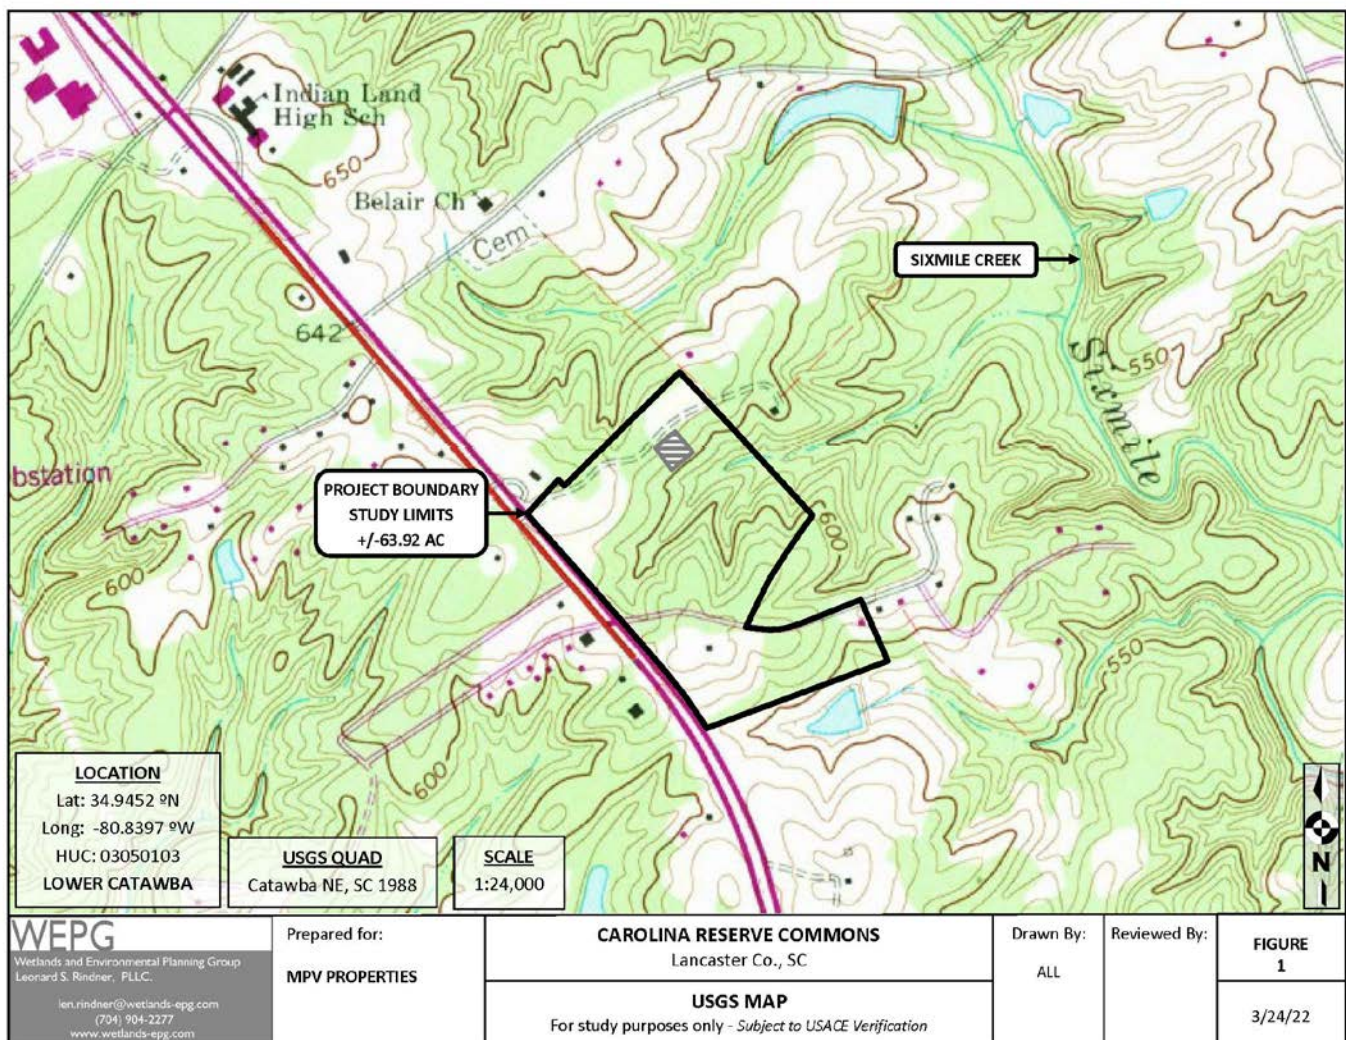 Indian Land
High Sch
650
Belair Ch
Cem
642
SIXMILE CREEK
Sixmile
550
bstation
PROJECT BOUNDARY
STUDY LIMITS
+/-63.92 AC
600
600
550
600
LOCATION
Lat: 34.9452 ºN
Long: -80.8397 ºW
HUC: 03050103
LOWER CATAWBA
USGS QUAD
Catawba NE, SC 1988
SCALE
1:24,000
N
WEPG
Wetlands and Environmental Planning Group
Leonard S. Rindner, PLLC.
len.rindner@wetlands-epg.com
(704) 904-2277
www.wetlands-epg.com
Prepared for:
MPV PROPERTIES
CAROLINA RESERVE COMMONS
Lancaster Co., SC
USGS MAP
For study purposes only - Subject to USACE Verification
Drawn By:
ALL
Reviewed By:
FIGURE
1
3/24/22